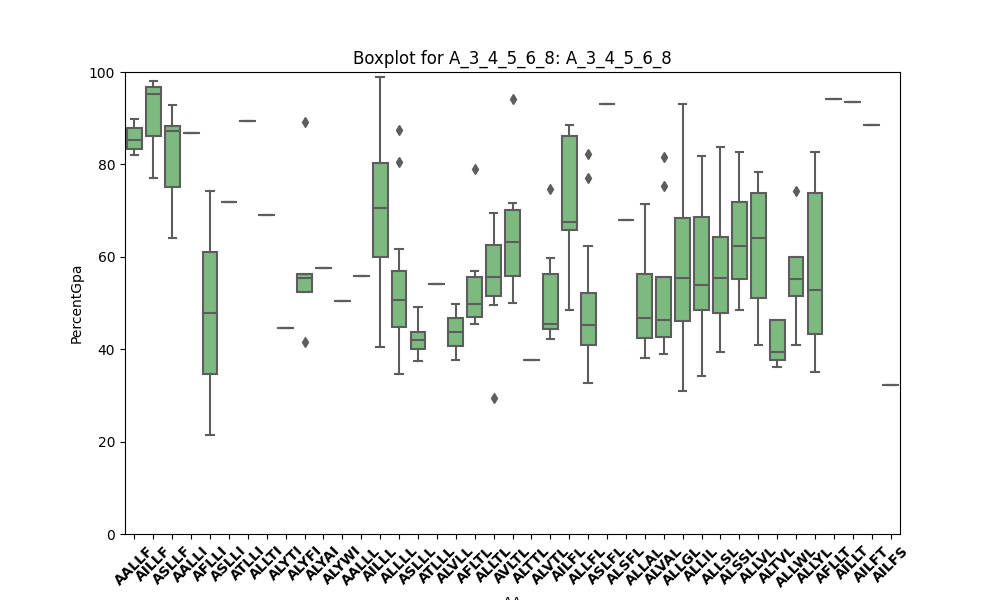 Boxplot for A_3_4_5_6_8: A_3_4_5_6_8
100
80
60
40
20
0
PercentGpa
AALLF
AILLF
ASLLF
AALLI
AFLLI
ASLLI
ATLLI
ALLTI
ALYTI
ALYFI
ALYAI
ALYWI
AALLL
AILLL
ALLLL
ASLLL
ATLLL
ALVLL
AFLTL
ALLTL
AVLTL
ALTTL
ALVTL
AILFL
ALLFL
ASLFL
ALSFL
ALLAL
ALVAL
ALLGL
ALLIL
ALLSL
ALSSL
ALLVL
ALTVL
ALLWL
ALLYL
AFLLT
AILLT
AILFT
AILFS